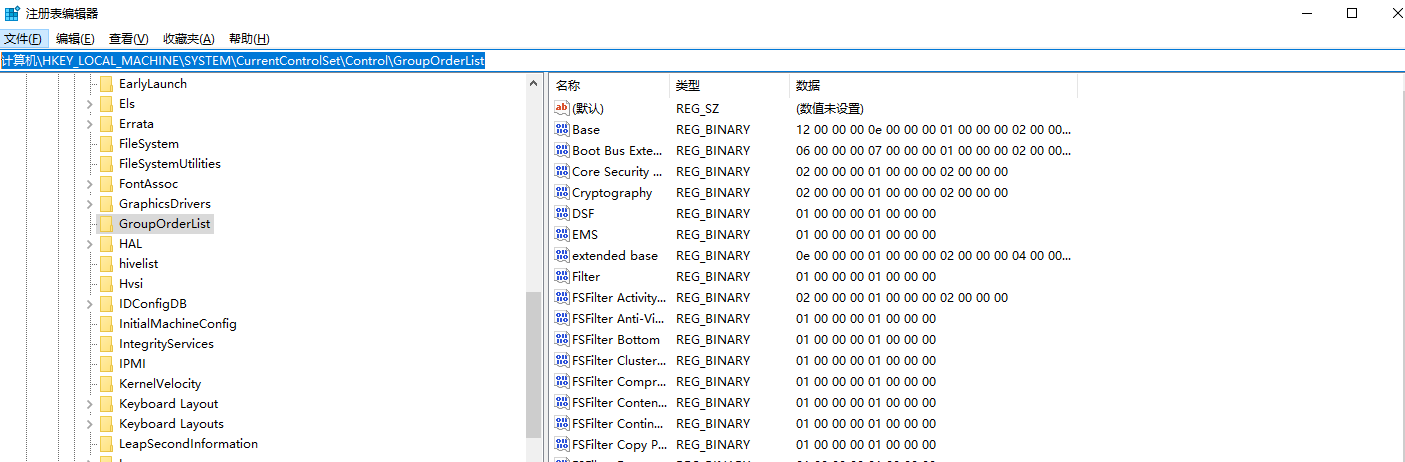 注册表编辑器
文件(F) 编辑(E) 查看(V) 收藏夹(A) 帮助(H)
计算机\HKEY_LOCAL_MACHINE\SYSTEM\CurrentControlSet\Control\GroupOrderList
EarlyLaunch
Els
Errata
FileSystem
FileSystemUtilities
FontAssoc
GraphicsDrivers
GroupOrderList
HAL
hivelist
Hvsi
IDConfigDB
InitialMachineConfig
IntegrityServices
IPMI
KernelVelocity
Keyboard Layout
Keyboard Layouts
LeapSecondInformation
名称 类型 数据
(默认) REG_SZ (数值未设置)
Base REG_BINARY 12 00 00 00 0e 00 00 00 01 00 00 00 02 00 00...
Boot Bus Exte... REG_BINARY 06 00 00 00 07 00 00 00 01 00 00 00 02 00 00...
Core Security ... REG_BINARY 02 00 00 00 01 00 00 00 02 00 00 00
Cryptography REG_BINARY 02 00 00 00 01 00 00 00 02 00 00 00
DSF REG_BINARY 01 00 00 00 01 00 00 00
EMS REG_BINARY 01 00 00 00 01 00 00 00
extended base REG_BINARY 0e 00 00 00 01 00 00 00 02 00 00 00 04 00 00...
Filter REG_BINARY 01 00 00 00 01 00 00 00
FSFilter Activity... REG_BINARY 02 00 00 00 01 00 00 00 02 00 00 00
FSFilter Anti-Vi... REG_BINARY 01 00 00 00 01 00 00 00
FSFilter Bottom REG_BINARY 01 00 00 00 01 00 00 00
FSFilter Cluster... REG_BINARY 01 00 00 00 01 00 00 00
FSFilter Compr... REG_BINARY 01 00 00 00 01 00 00 00
FSFilter Conten... REG_BINARY 01 00 00 00 01 00 00 00
FSFilter Contin... REG_BINARY 01 00 00 00 01 00 00 00
FSFilter Copy P... REG_BINARY 01 00 00 00 01 00 00 00